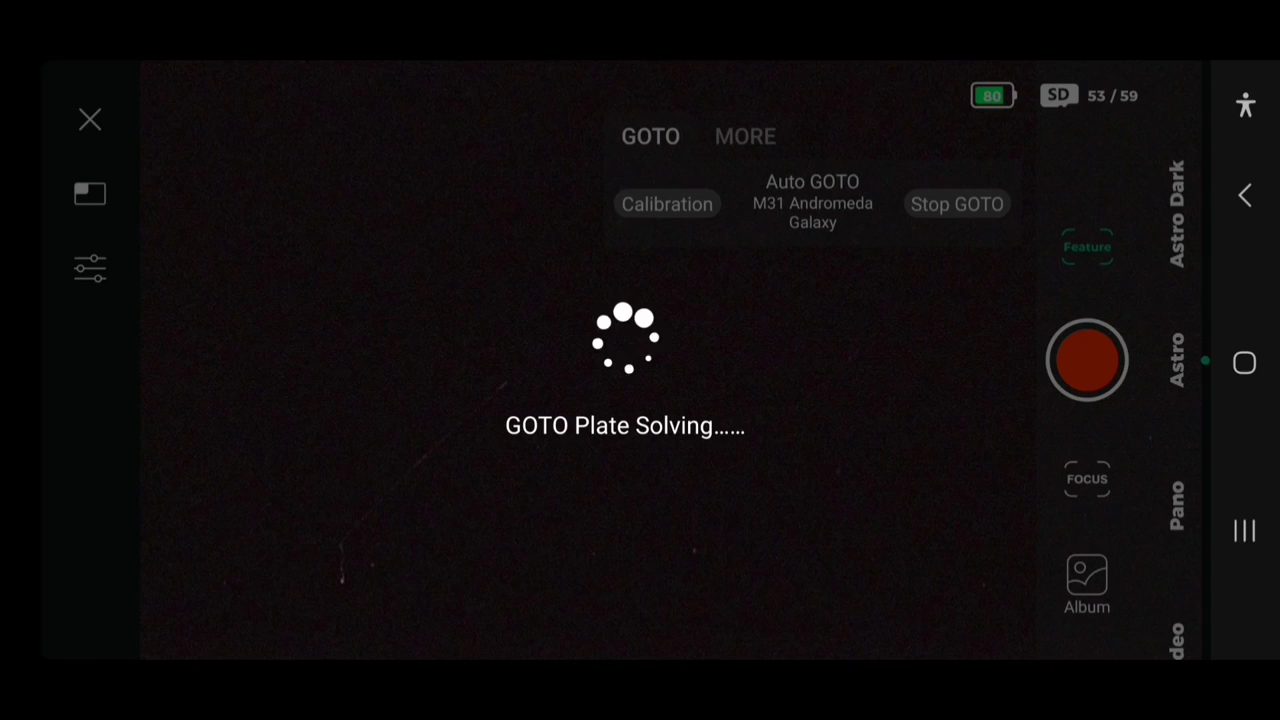 80
SD 53 / 59
GOTO MORE
Auto GOTO
Calibration
M31 Andromeda
Galaxy
Stop GOTO
Astro Dark
Feature
Astro
GOTO Plate Solving......
FOCUS
Pano
Album
deo